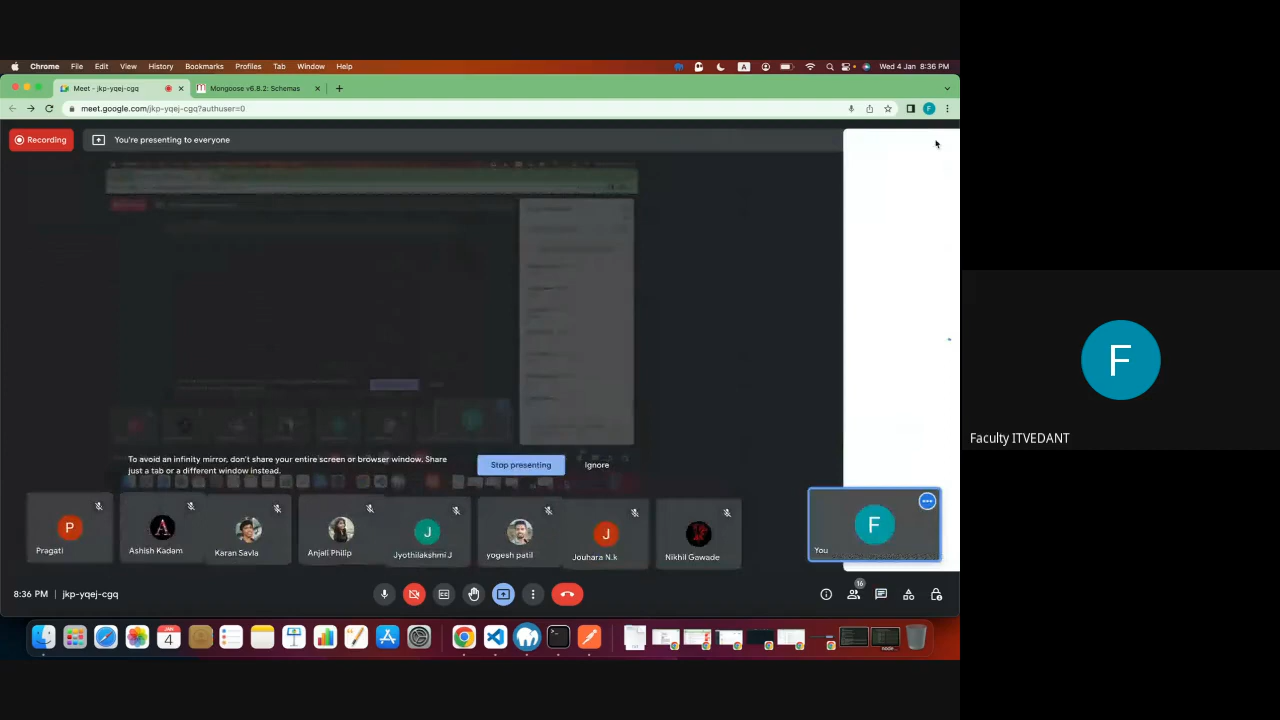 Chrome File Edit View History Bookmarks Profiles Tab Window Help
A Wed 4 Jan 8:36 PM
Meet - jkp-yqej-cgq
Mongoose v6.8.2: Schemas
meet.google.com/jkp-yqej-cgq?authuser=0
F
Recording
You're presenting to everyone
To avoid an infinity mirror, don't share your entire screen or browser window. Share
just a tab or a different window instead.
Stop presenting
Ignore
P
Pragati
Ashish Kadam
Karan Savla
Anjali Philip
J
Jyothilakshmi J
yogesh patil
J
Jouhara N.k
Nikhil Gawade
F
You
8:36 PM | jkp-yqej-cgq
16
JAN
4
F
Faculty ITVEDANT